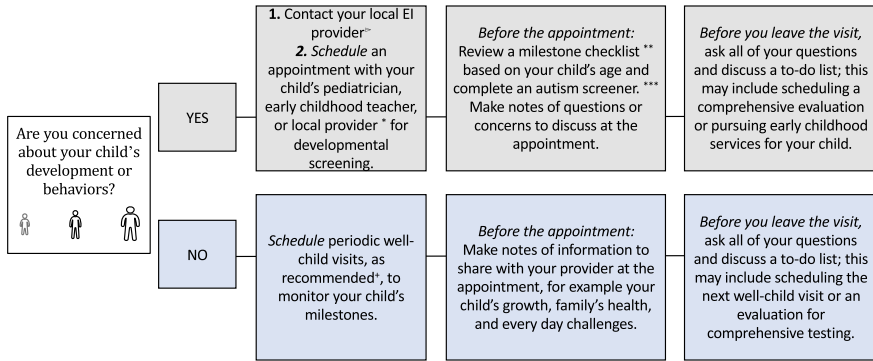 Are you concerned
about your child's
development or
behaviors?
YES
1. Contact your local EI
provider
2. Schedule an
appointment with your
child's pediatrician,
early childhood teacher,
or local provider * for
developmental
screening.
Before the appointment:
Review a milestone checklist **
based on your child's age and
complete an autism screener. ***
Make notes of questions or
concerns to discuss at the
appointment.
Before you leave the visit,
ask all of your questions
and discuss a to-do list; this
may include scheduling a
comprehensive evaluation
or pursuing early childhood
services for your child.
NO
Schedule periodic well-
child visits, as
recommended+, to
monitor your child's
milestones.
Before the appointment:
Make notes of information to
share with your provider at the
appointment, for example your
child's growth, family's health,
and every day challenges.
Before you leave the visit,
ask all of your questions
and discuss a to-do list; this
may include scheduling the
next well-child visit or an
evaluation for
comprehensive testing.